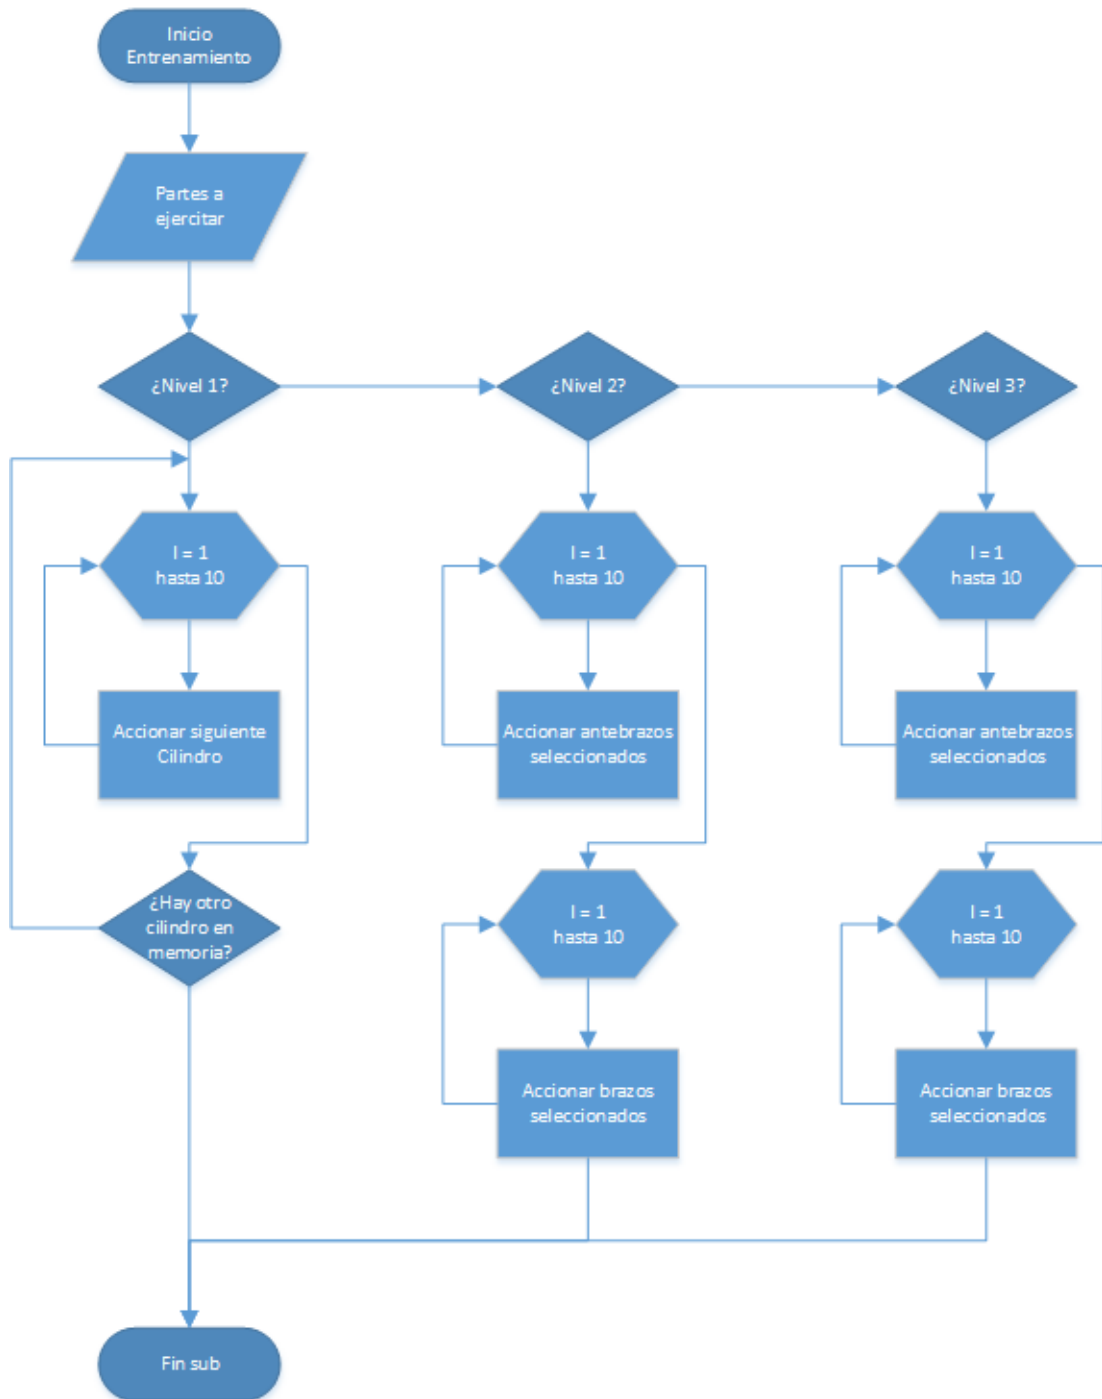 Inicio
Entrenamiento
Partes a
ejercitar
¿Nivel 1?
¿Nivel 2?
¿Nivel 3?
I = 1
hasta 10
I = 1
hasta 10
I = 1
hasta 10
Accionar siguiente
Cilindro
Accionar antebrazos
seleccionados
Accionar antebrazos
seleccionados
¿Hay otro
cilindro en
memoria?
I = 1
hasta 10
I = 1
hasta 10
Accionar brazos
seleccionados
Accionar brazos
seleccionados
Fin sub